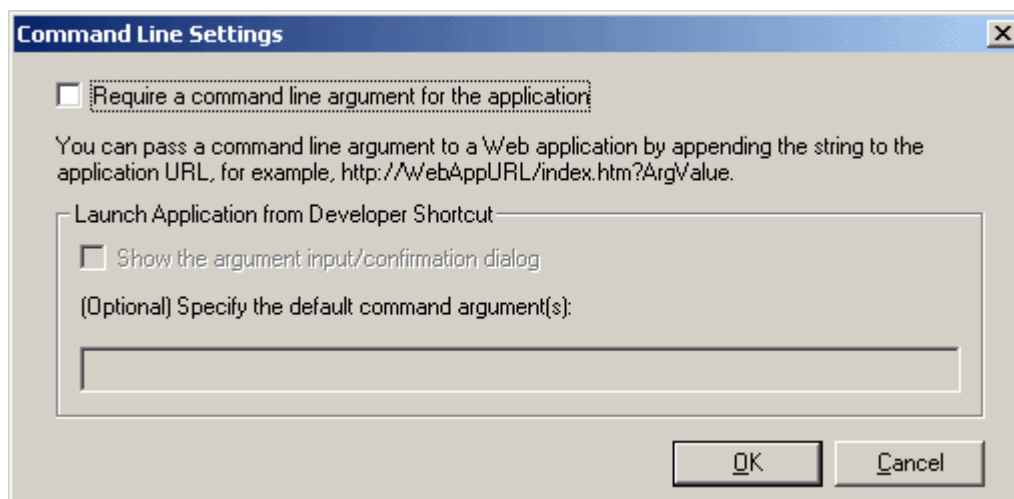 Command Line Settings
Require a command line argument for the application
You can pass a command line argument to a Web application by appending the string to the
application URL, for example, http://WebAppURL/index.htm?ArgValue.
Launch Application from Developer Shortcut
Show the argument input/confirmation dialog
(Optional) Specify the default command argument(s):
OK
Cancel